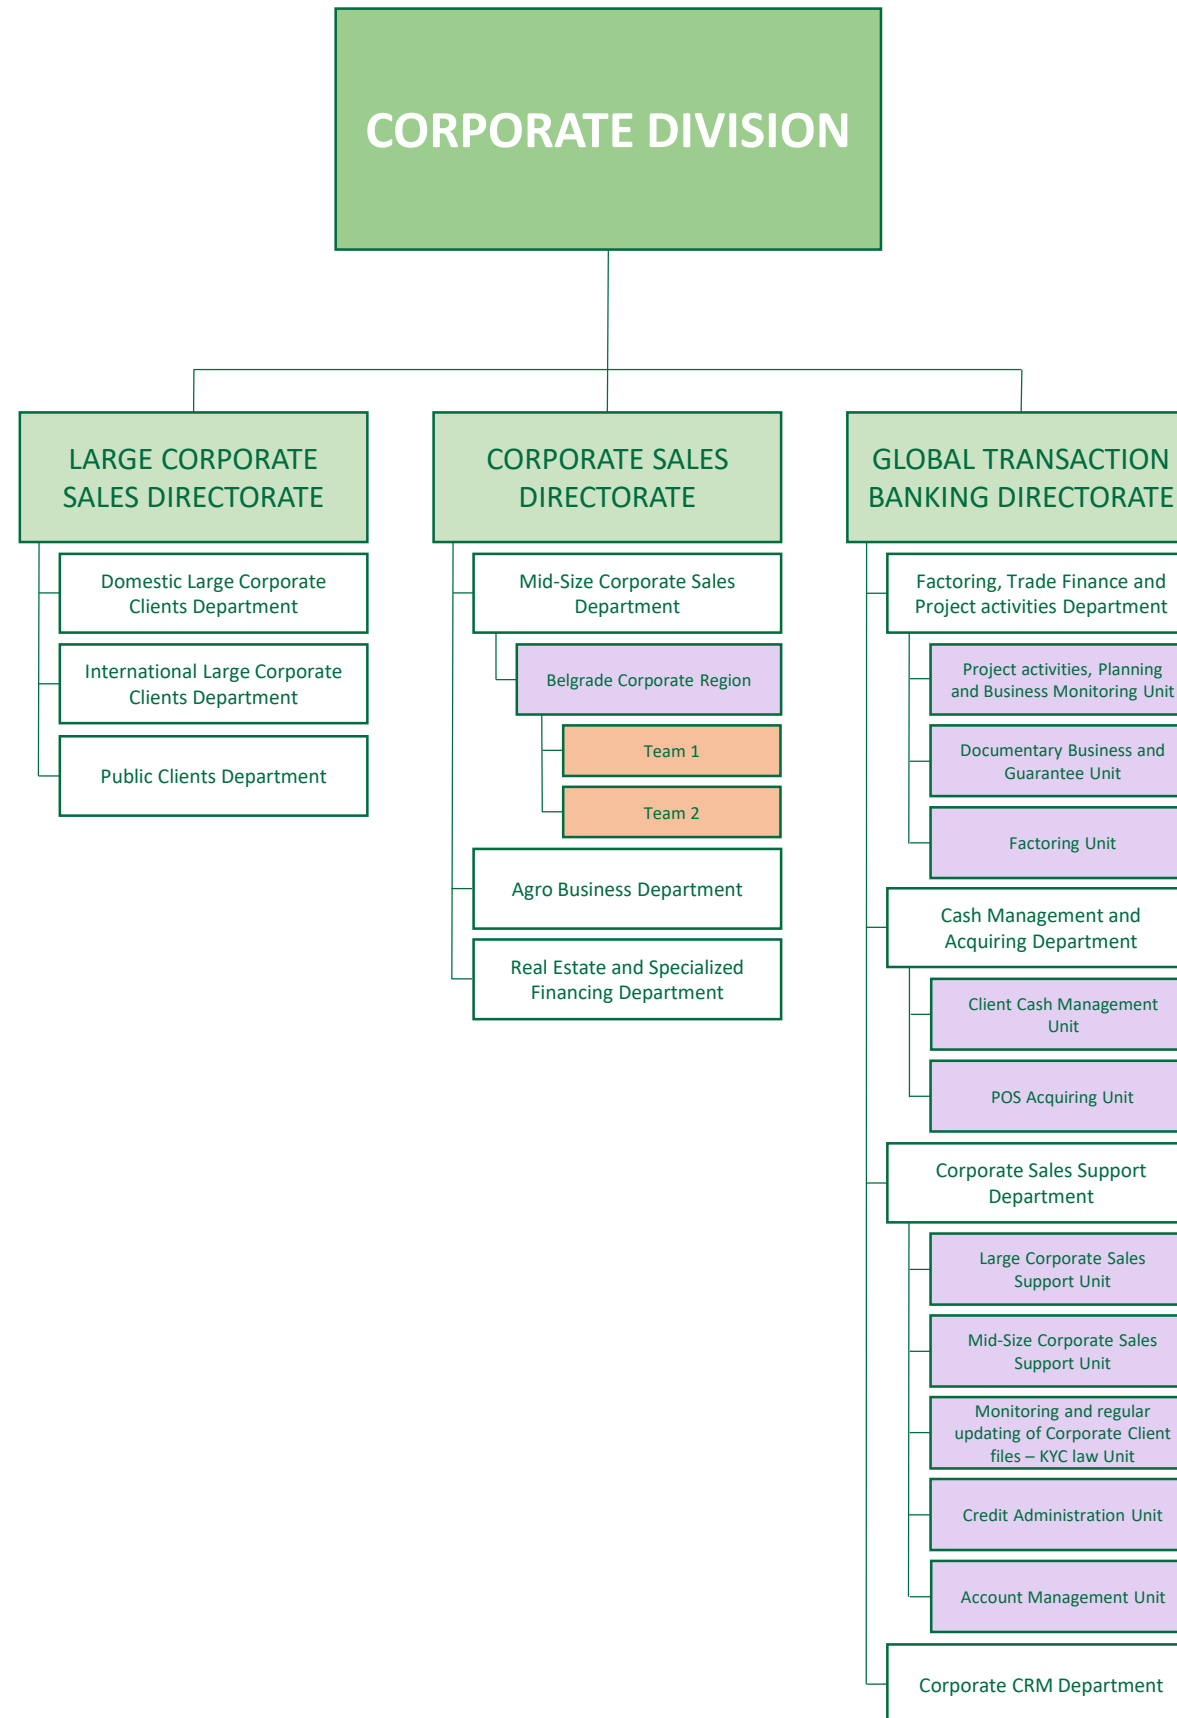 CORPORATE DIVISION
LARGE CORPORATE
SALES DIRECTORATE
Domestic Large Corporate
Clients Department
International Large Corporate
Clients Department
Public Clients Department
CORPORATE SALES
DIRECTORATE
Mid-Size Corporate Sales
Department
Belgrade Corporate Region
Team 1
Team 2
Agro Business Department
Real Estate and Specialized
Financing Department
GLOBAL TRANSACTION
BANKING DIRECTORATE
Factoring, Trade Finance and
Project activities Department
Project activities, Planning
and Business Monitoring Unit
Documentary Business and
Guarantee Unit
Factoring Unit
Cash Management and
Acquiring Department
Client Cash Management
Unit
POS Acquiring Unit
Corporate Sales Support
Department
Large Corporate Sales
Support Unit
Mid-Size Corporate Sales
Support Unit
Monitoring and regular
updating of Corporate Client
files – KYC law Unit
Credit Administration Unit
Account Management Unit
Corporate CRM Department